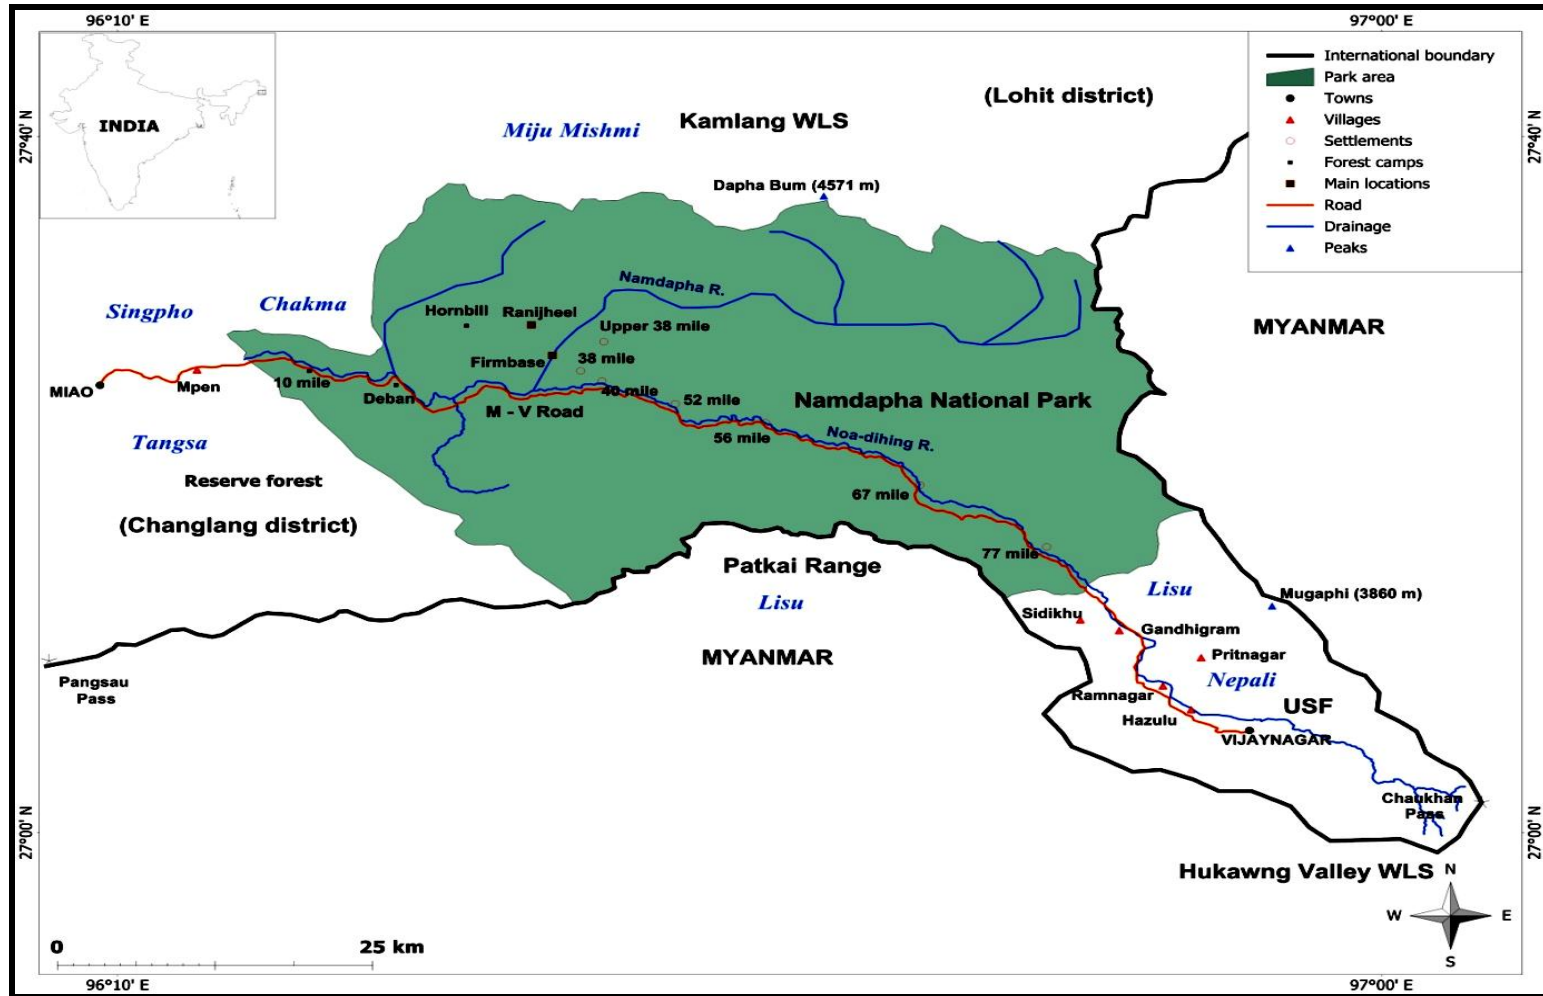 96°10' E
97°00' E
27°40' N
27°40' N
INDIA
International boundary
Park area
Towns
Villages
Settlements
Forest camps
Main locations
Road
Drainage
Peaks
(Lohit district)
Kamlang WLS
Miju Mishmi
Dapha Bum (4571 m)
Singpho
Chakma
Namdapha R.
Hornbill
Ranijheel
Upper 38 mile
MYANMAR
Firmbase
38 mile
MIAO
Mpen
10 mile
Deban
40 mile
52 mile
M - V Road
Namdapha National Park
Tangsa
56 mile
Noa-dihing R.
Reserve forest
67 mile
(Changlang district)
77 mile
Patkai Range
Lisu
Lisu
Mugaphi (3860 m)
Sidikhu
Gandhigram
MYANMAR
Pritnagar
Pangsau
Pass
Nepali
Ramnagar
USF
Hazulu
VIJAYNAGAR
Chaukhan
Pass
27°00' N
27°00' N
Hukawng Valley WLS
N
W
E
S
0
25 km
96°10' E
97°00' E